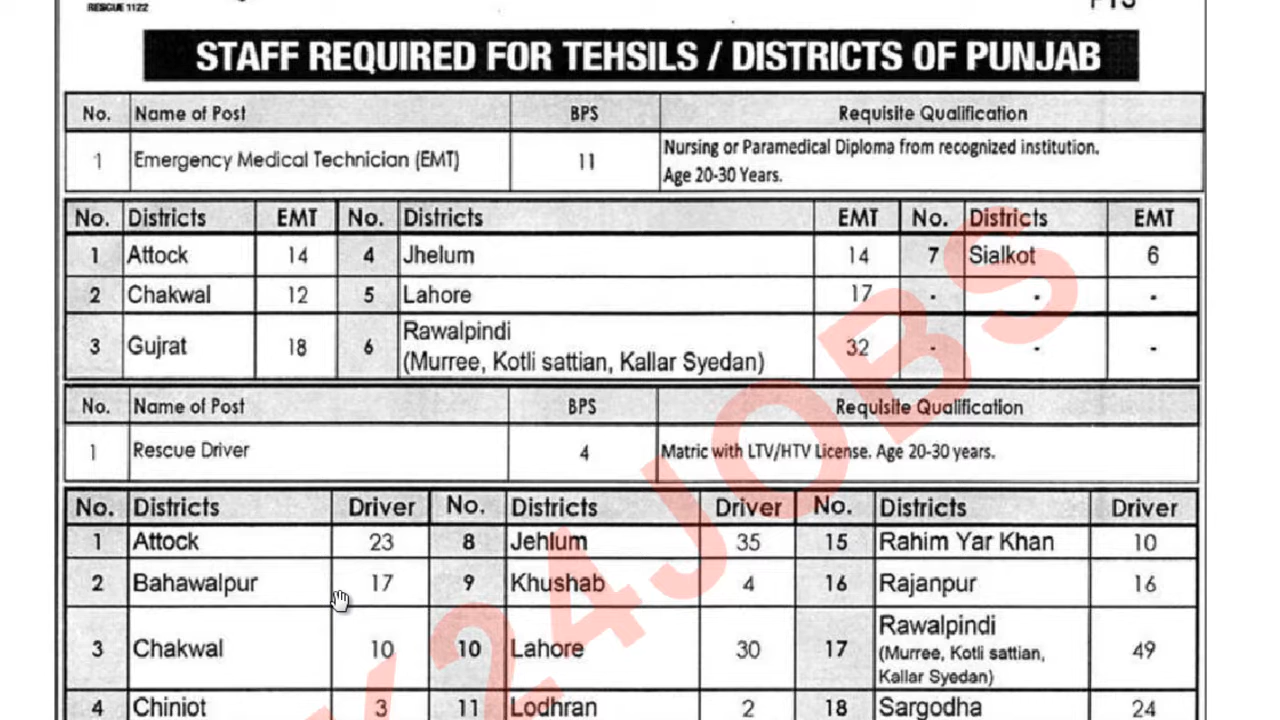 RESCUE 1122
STAFF REQUIRED FOR TEHSILS / DISTRICTS OF PUNJAB
No. Name of Post BPS Requisite Qualification
1 Emergency Medical Technician (EMT) 11 Nursing or Paramedical Diploma from recognized institution.
Age 20-30 Years.
No. Districts EMT No. Districts EMT No. Districts EMT
1 Attock 14 4 Jhelum 14 7 Sialkot 6
2 Chakwal 12 5 Lahore 17 - - -
3 Gujrat 18 6 Rawalpindi
(Murree, Kotli sattian, Kallar Syedan) 32 - - -
No. Name of Post BPS Requisite Qualification
1 Rescue Driver 4 Matric with LTV/HTV License. Age 20-30 years.
No. Districts Driver No. Districts Driver No. Districts Driver
1 Attock 23 8 Jehlum 35 15 Rahim Yar Khan 10
2 Bahawalpur 17 9 Khushab 4 16 Rajanpur 16
3 Chakwal 10 10 Lahore 30 17 Rawalpindi
(Murree, Kotli sattian,
Kallar Syedan) 49
4 Chiniot 3 11 Lodhran 2 18 Sargodha 24
K24JOBS